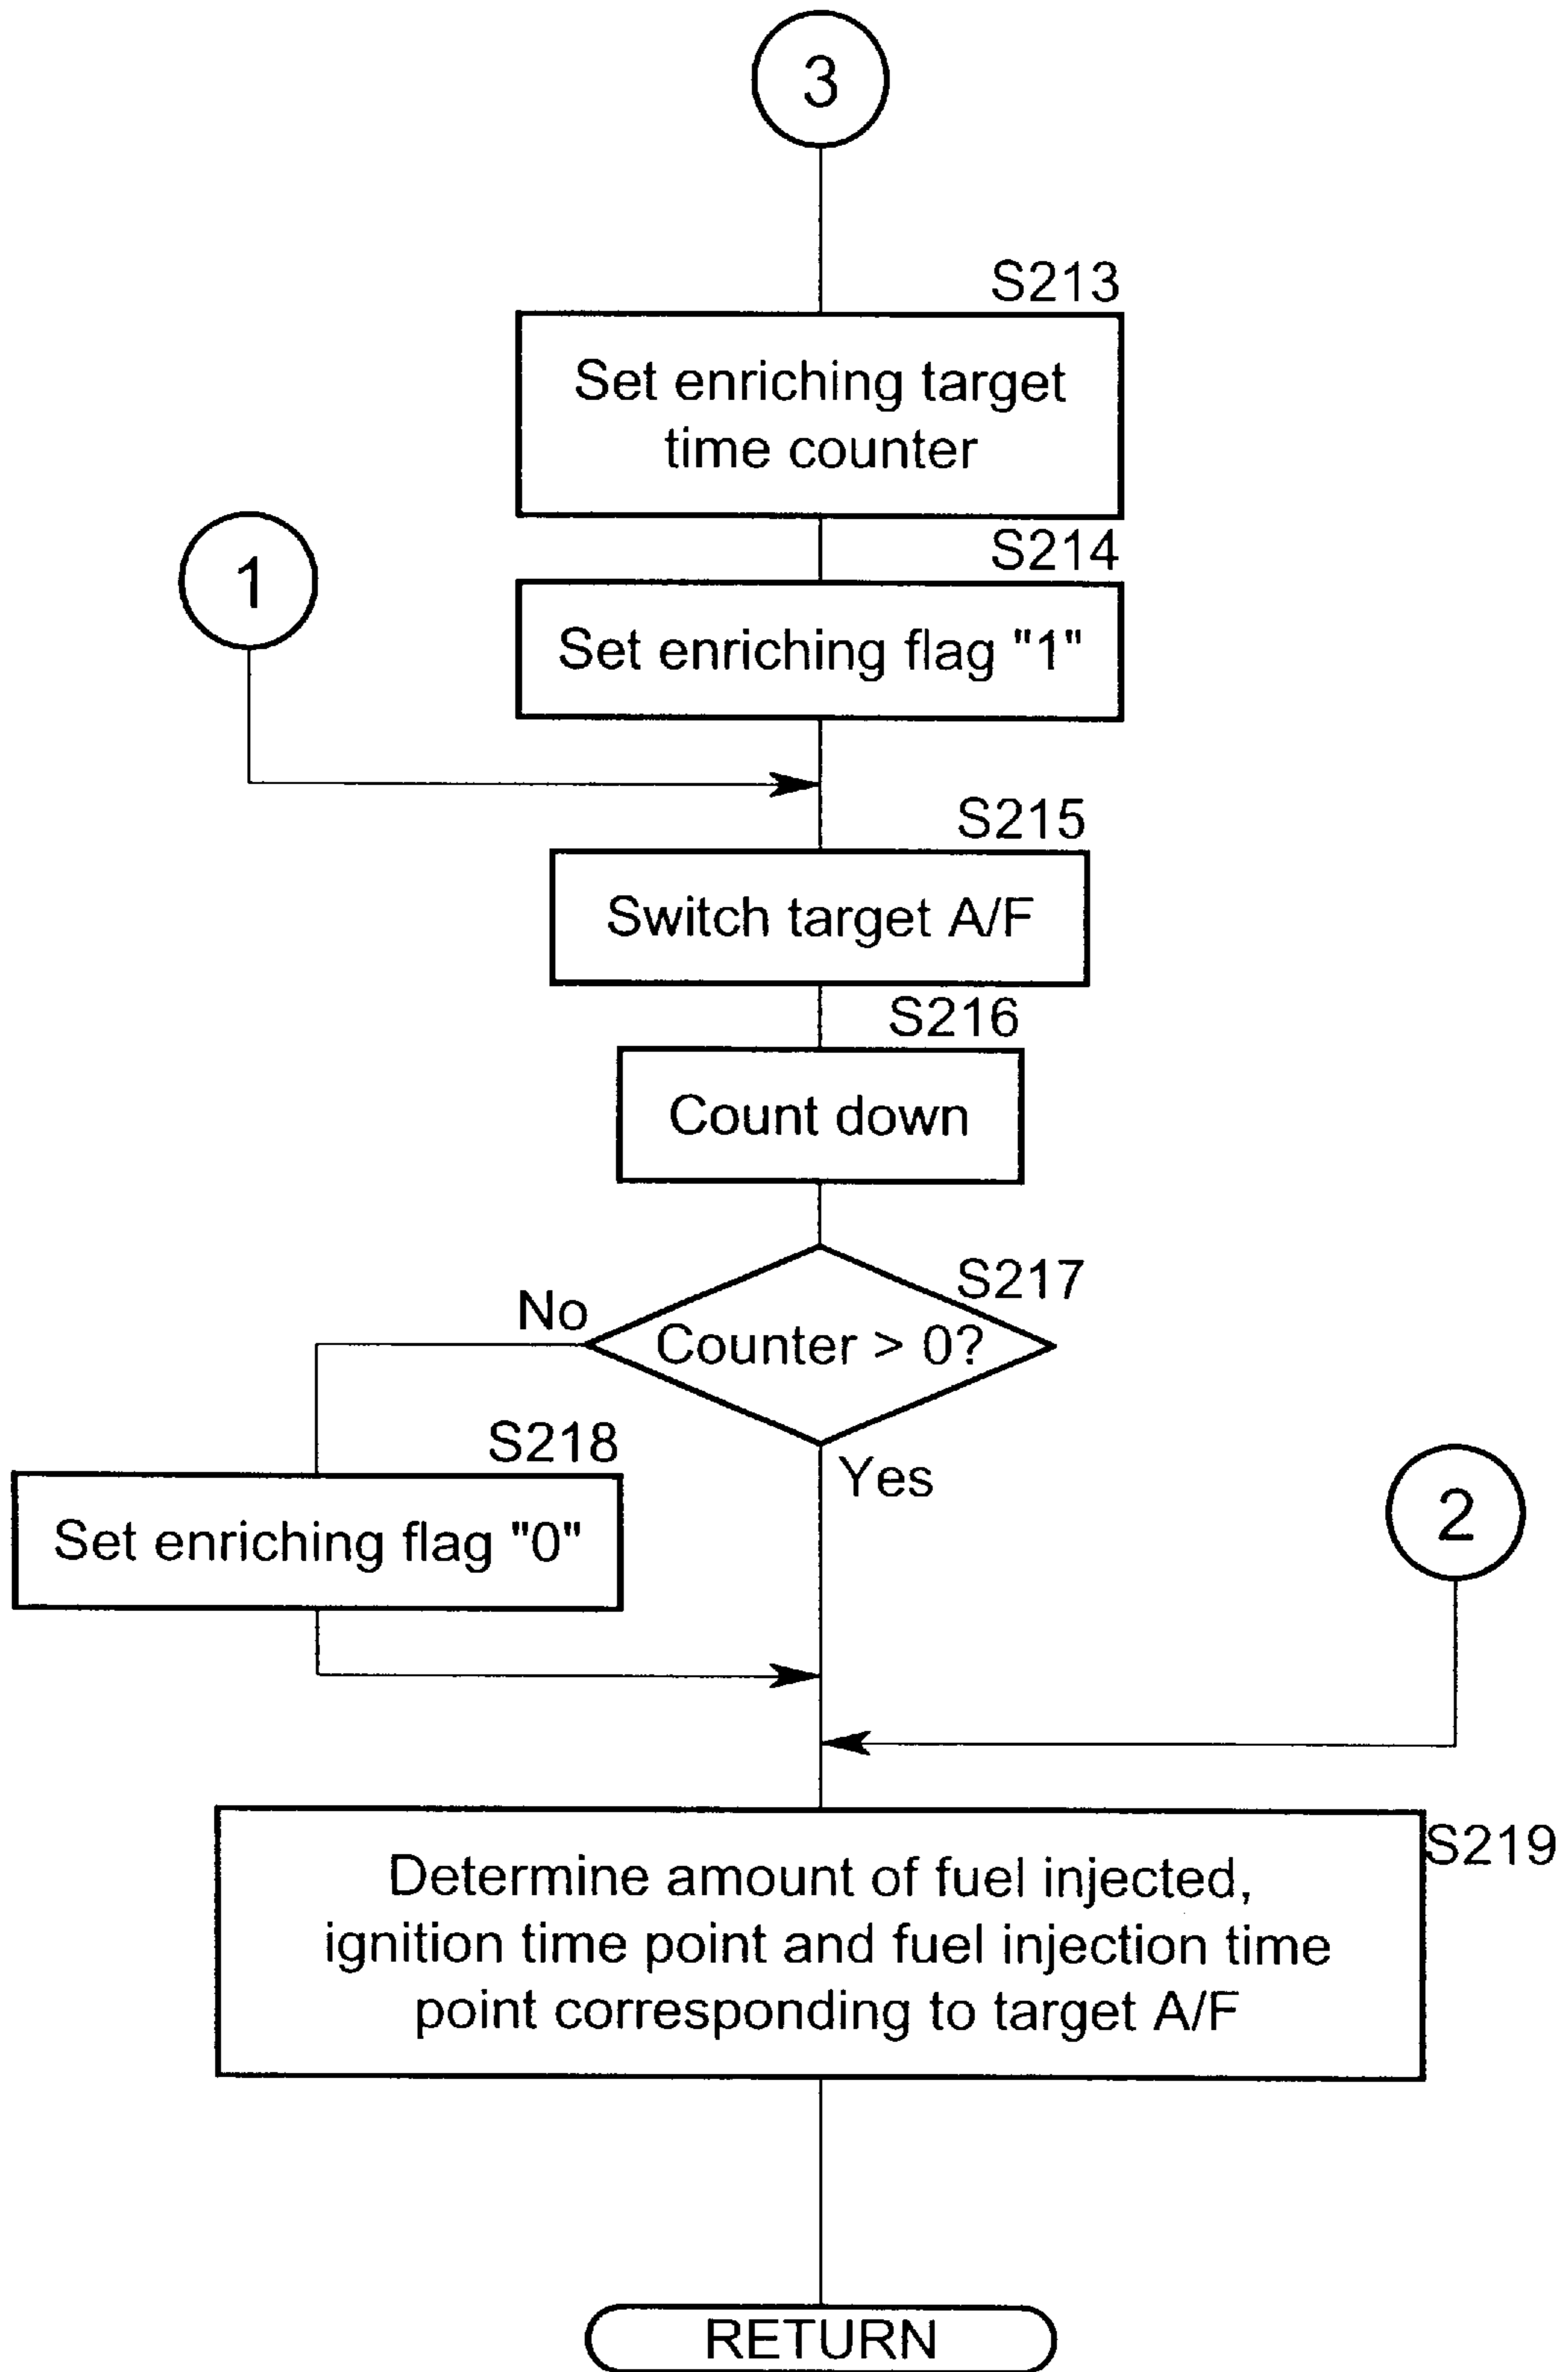 3
S213
Set enriching target
time counter
S214
1
Set enriching flag "1"
S215
Switch target A/F
S216
Count down
S217
No
Counter > 0?
S218
Yes
Set enriching flag "0"
2
S219
Determine amount of fuel injected,
ignition time point and fuel injection time
point corresponding to target A/F
RETURN